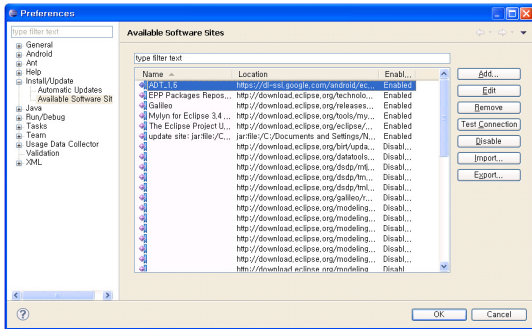 Preferences
type filter text
General
Android
Ant
Help
Install/Update
Automatic Updates
Available Software Sit
Java
Run/Debug
Tasks
Team
Usage Data Collector
Validation
XML
Available Software Sites
type filter text
Name Location Enabl...
ADT_1,6 https://dl-ssl,google,com/android/ec... Enabled
EPP Packages Repos... http://download,eclipse,org/technolo... Enabled
Galileo http://download,eclipse,org/releases... Enabled
Mylyn for Eclipse 3,4 ... http://download,eclipse,org/tools/my... Enabled
The Eclipse Project U... http://download,eclipse,org/eclipse/... Enabled
update site: jar:file:/C... jar:file:/C:/Documents and Settings/N... Enabled
http://download,eclipse,org/birt/upda... Disabl...
http://download,eclipse,org/datatools... Disabl...
http://download,eclipse,org/dsdp/mtj... Disabl...
http://download,eclipse,org/dsdp/tm... Disabl...
http://download,eclipse,org/dsdp/tml... Disabl...
http://download,eclipse,org/galileo/r... Disabl...
http://download,eclipse,org/modeling... Disabl...
http://download,eclipse,org/modeling... Disabl...
http://download,eclipse,org/modeling... Disabl...
http://download,eclipse,org/modeling... Disabl...
http://download,eclipse,org/modeling Disabl
Add...
Edit
Remove
Test Connection
Disable
Import...
Export...
OK
Cancel